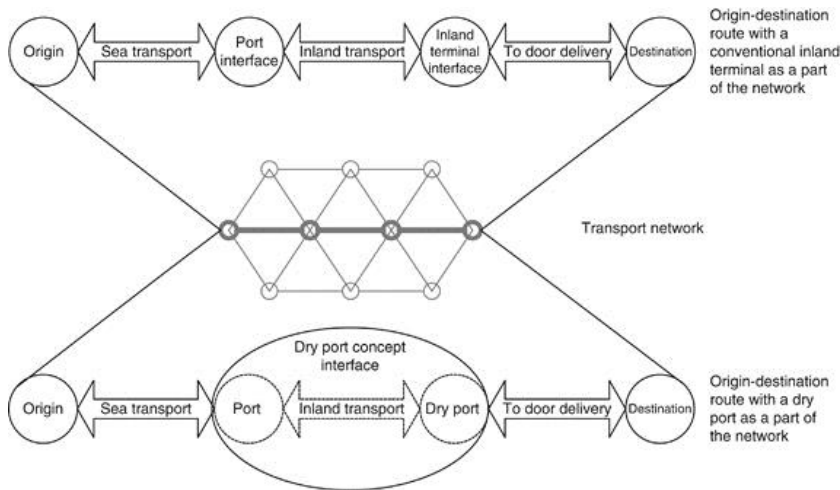 Origin
Sea transport
Port
interface
Inland transport
Inland
terminal
interface
To door delivery
Destination
Origin-destination
route with a
conventional inland
terminal as a part
of the network
Transport network
Dry port concept
interface
Origin
Sea transport
Port
Inland transport
Dry port
To door delivery
Destination
Origin-destination
route with a dry
port as a part of
the network